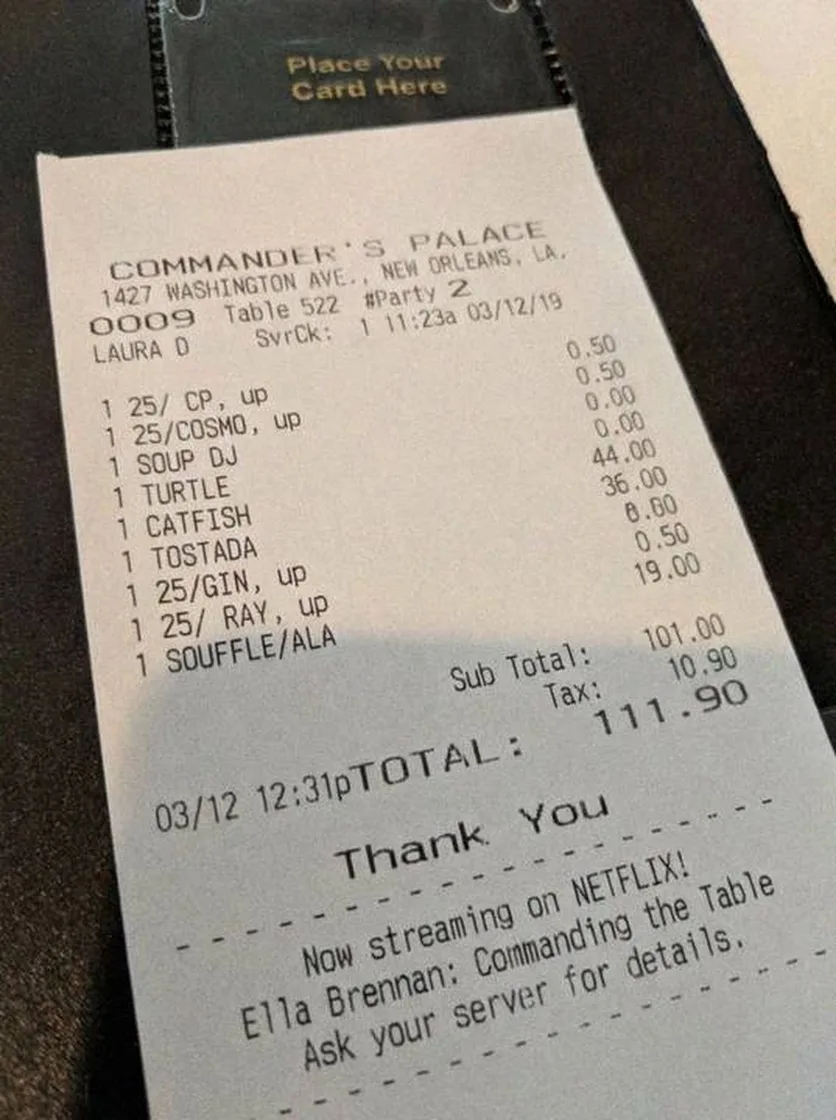 Place Your
Card Here
COMMANDER'S PALACE
1427 WASHINGTON AVE., NEW ORLEANS, LA.
0009 Table 522 #Party 2
LAURA D SvrCk: 1 11:23a 03/12/19
1 25/ CP, up 0.50
1 25/COSMO, up 0.50
1 SOUP DJ 0.00
1 TURTLE 0.00
1 CATFISH 44.00
1 TOSTADA 36.00
1 25/GIN, up 0.50
1 25/ RAY, up 0.50
1 SOUFFLE/ALA 19.00
Sub Total: 101.00
Tax: 10.90
03/12 12:31pTOTAL: 111.90
Thank You
Now streaming on NETFLIX!
Ella Brennan: Commanding the Table
Ask your server for details.